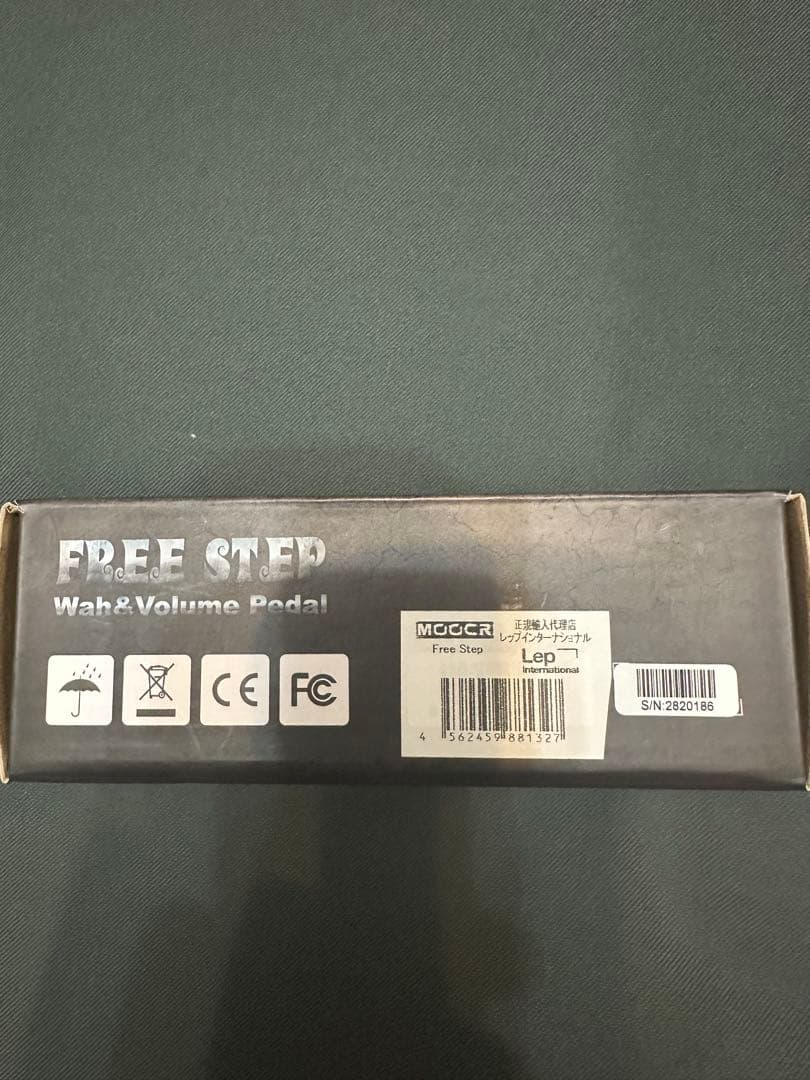 FREE STEP
Wah&Volume Pedal
CE
FC
MOOER
Free Step
正規輸入代理店
レップインターナショナル
Lep
International
4 562459 881327
S/N:2820186